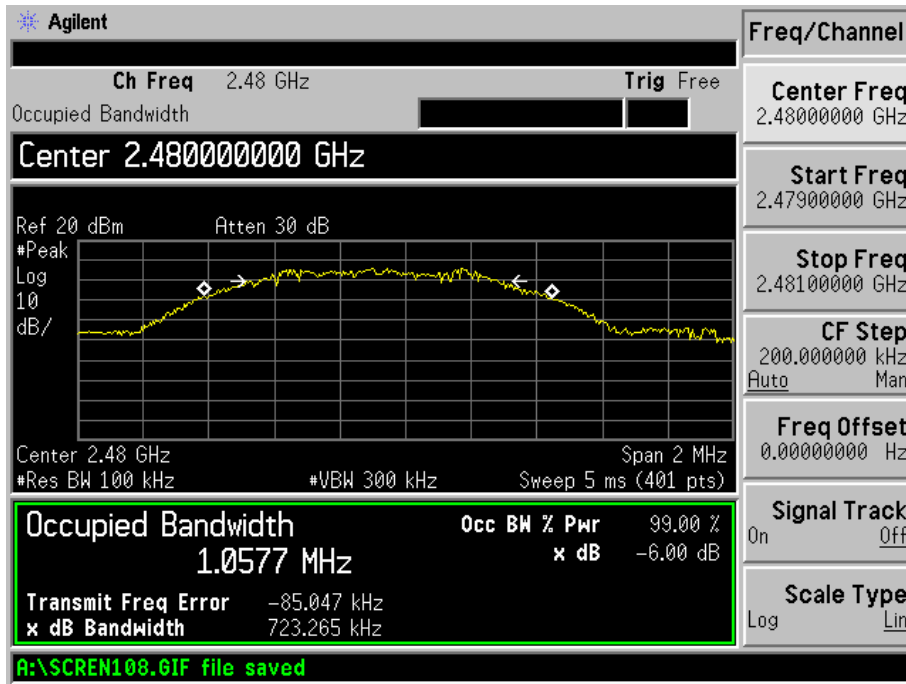 Agilent
Freq/Channel
Ch Freq 2.48 GHz Trig Free
Occupied Bandwidth
Center 2.480000000 GHz
Ref 20 dBm Atten 30 dB
#Peak
Log
10
dB/
Center 2.48 GHz Span 2 MHz
#Res BW 100 kHz #VBW 300 kHz Sweep 5 ms (401 pts)
Occupied Bandwidth
1.0577 MHz
Occ BW % Pwr 99.00 %
x dB -6.00 dB
Transmit Freq Error -85.047 kHz
x dB Bandwidth 723.265 kHz
A:\SCREN108.GIF file saved
Center Freq
2.48000000 GHz
Start Freq
2.47900000 GHz
Stop Freq
2.48100000 GHz
CF Step
200.000000 kHz
Auto Man
Freq Offset
0.00000000 Hz
Signal Track
On Off
Scale Type
Log Lin